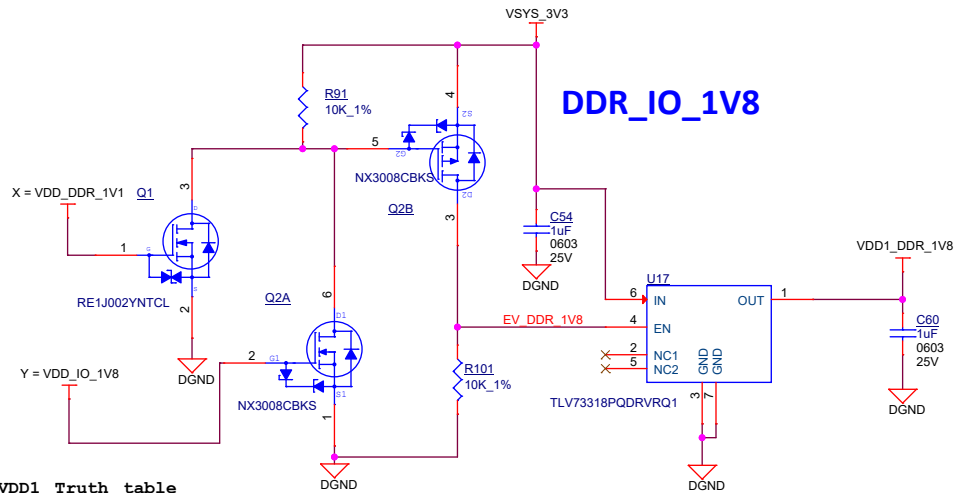 VSYS_3V3
DDR_IO_1V8
R91
10K_1%
4
S2
5
G2
NX3008CBKS
D2
Q2B
3
X = VDD_DDR_1V1
Q1
3
D
1
G
S
RE1J002YNTCL
2
DGND
C54
1uF
0603
25V
DGND
VDD1_DDR_1V8
U17
6
IN
OUT
1
EV_DDR_1V8
4
EN
2
NC1
5
NC2
GND
GND
3
7
TLV73318PQDRVRQ1
DGND
C60
1uF
0603
25V
DGND
Q2A
6
D1
Y = VDD_IO_1V8
2
G1
S1
NX3008CBKS
1
DGND
R101
10K_1%
VDD1 Truth table